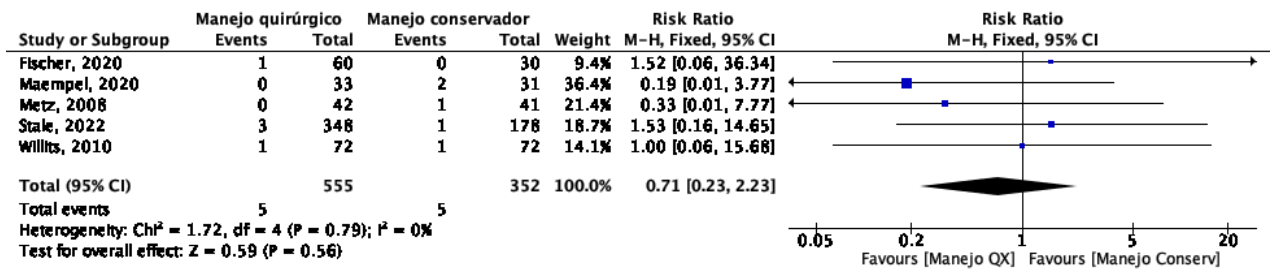 Manejo quirúrgico Manejo conservador Risk Ratio Risk Ratio
Study or Subgroup Events Total Events Total Weight M-H, Fixed, 95% CI M-H, Fixed, 95% CI
Fischer, 2020 1 60 0 30 9.4% 1.52 [0.06, 36.34]
Maempel, 2020 0 33 2 31 36.4% 0.19 [0.01, 3.77]
Metz, 2008 0 42 1 41 21.4% 0.33 [0.01, 7.77]
Stale, 2022 3 348 1 178 18.7% 1.53 [0.16, 14.65]
Willits, 2010 1 72 1 72 14.1% 1.00 [0.06, 15.68]
Total (95% CI) 555 352 100.0% 0.71 [0.23, 2.23]
Total events 5 5
Heterogeneity: Chi² = 1.72, df = 4 (P = 0.79); I² = 0%
Test for overall effect: Z = 0.59 (P = 0.56)
0.05 0.2 1 5 20
Favours [Manejo QX] Favours [Manejo Conserv]